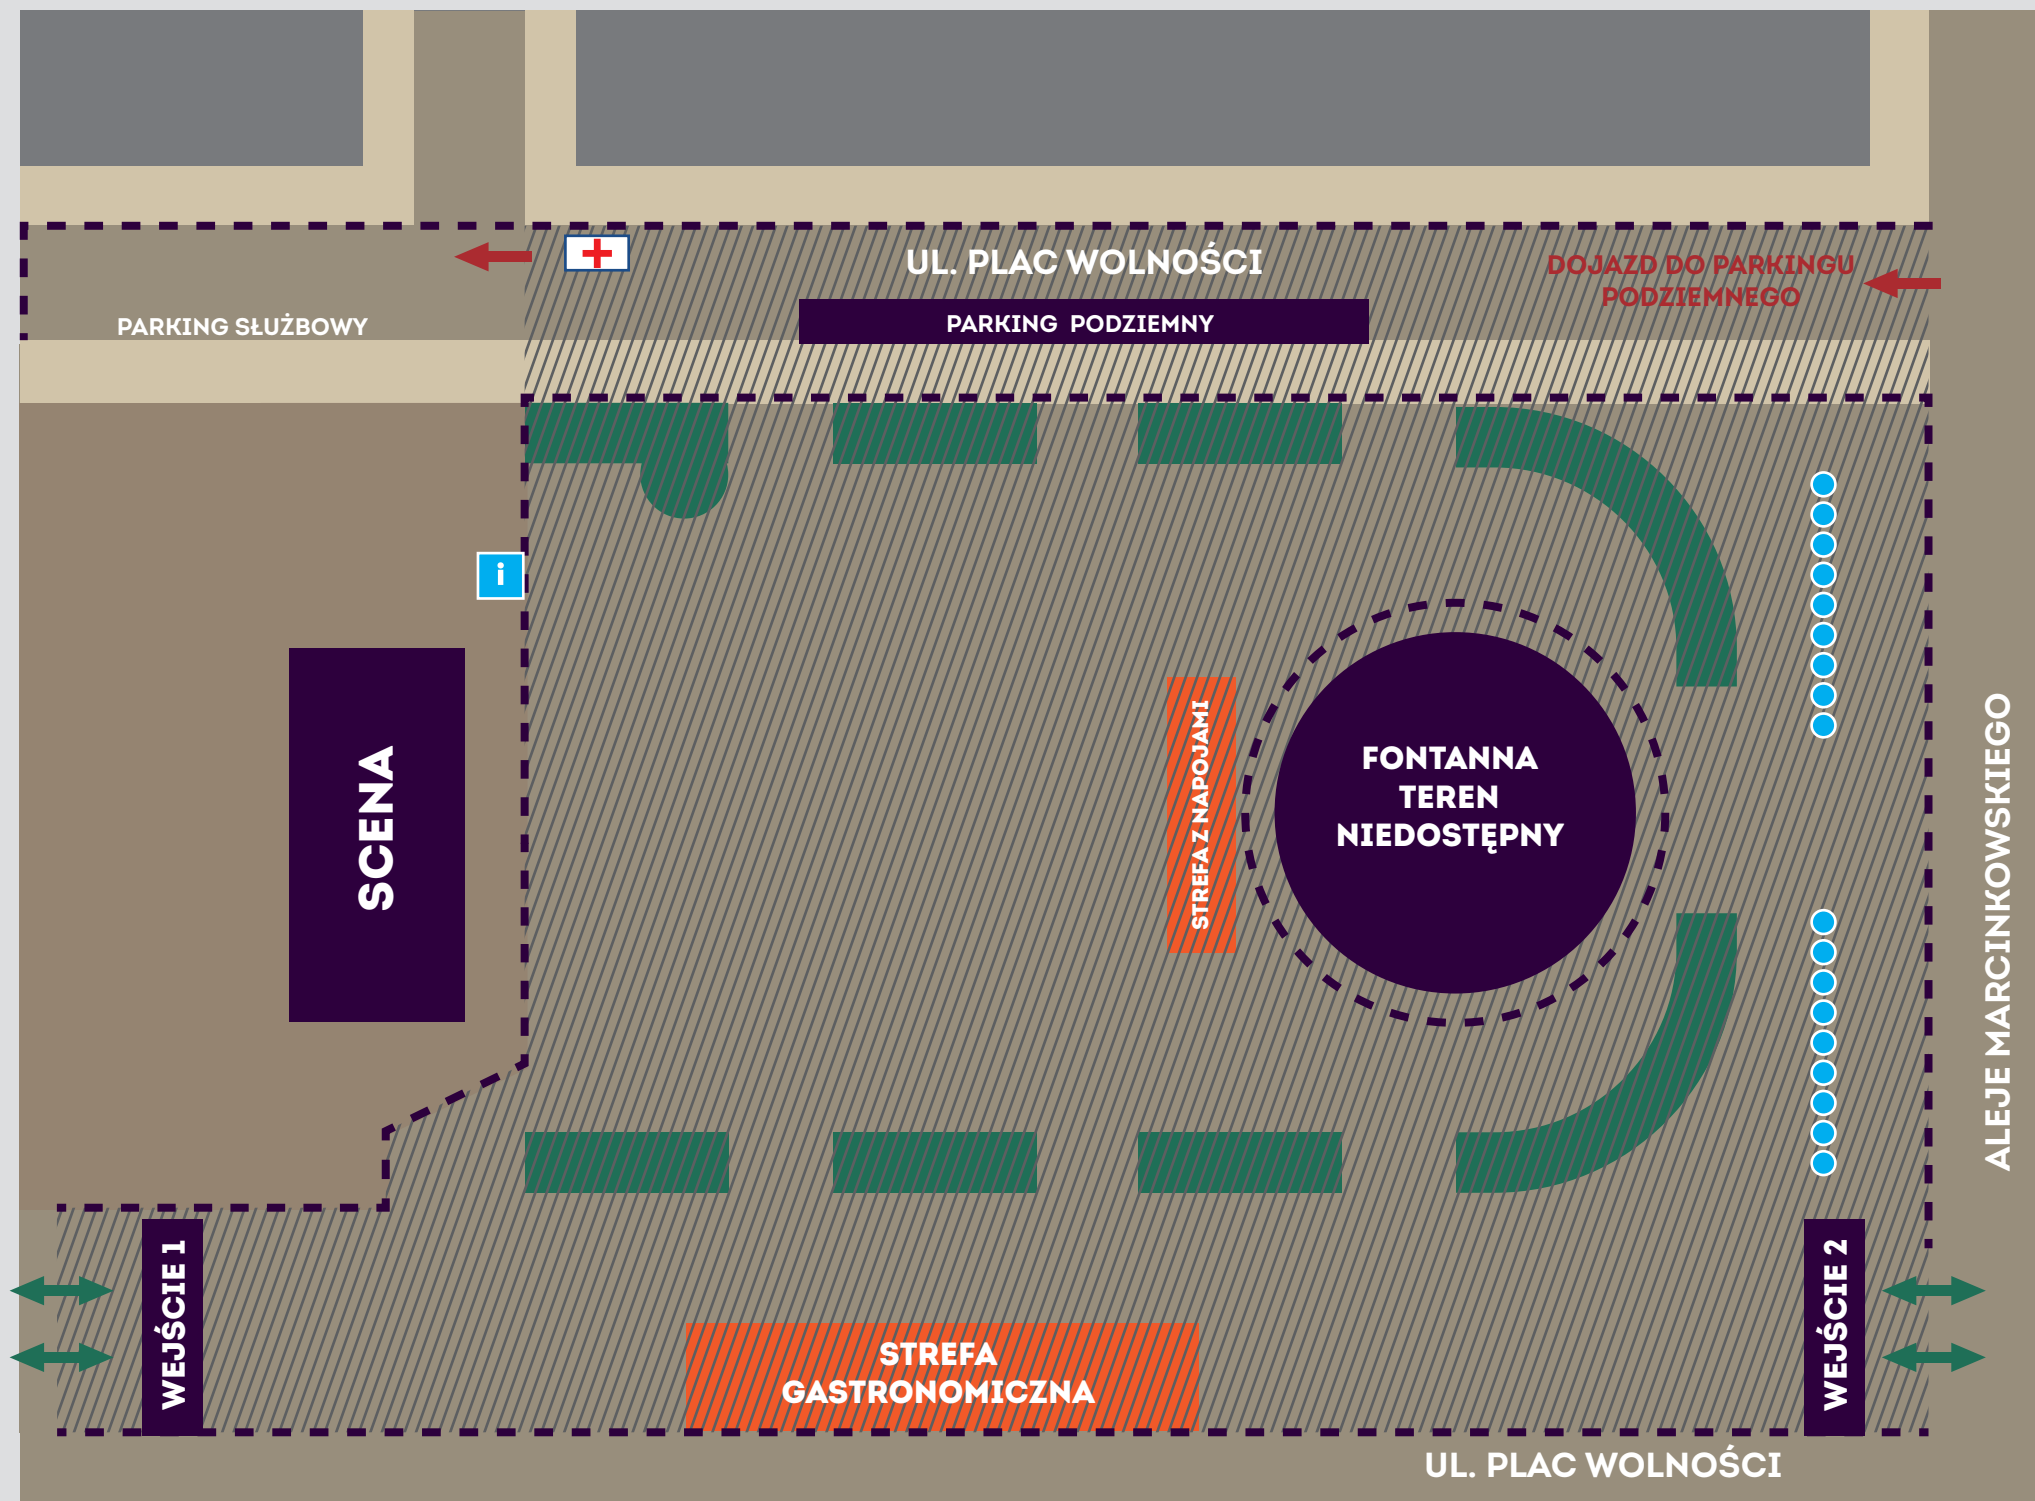 UL. PLAC WOLNOŚCI
DOJAZD DO PARKINGU
PODZIEMNEGO
PARKING SŁUŻBOWY
PARKING PODZIEMNY
i
SCENA
STREFA Z NAPOJAMI
FONTANNA
TEREN
NIEDOSTĘPNY
ALEJE MARCINKOWSKIEGO
WEJŚCIE 1
WEJŚCIE 2
STREFA
GASTRONOMICZNA
UL. PLAC WOLNOŚCI